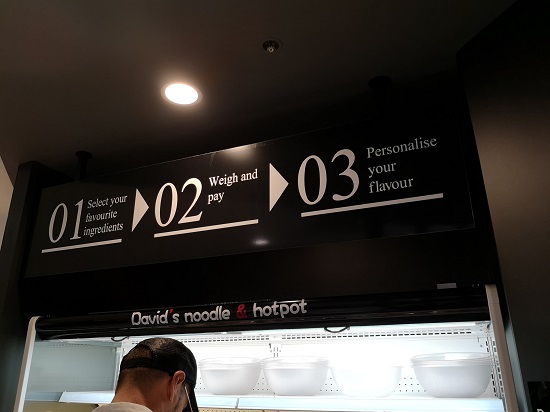 01 Select your
favourite
ingredients
02 Weigh and
pay
03 Personalise
your
flavour
David's noodle & hotpot